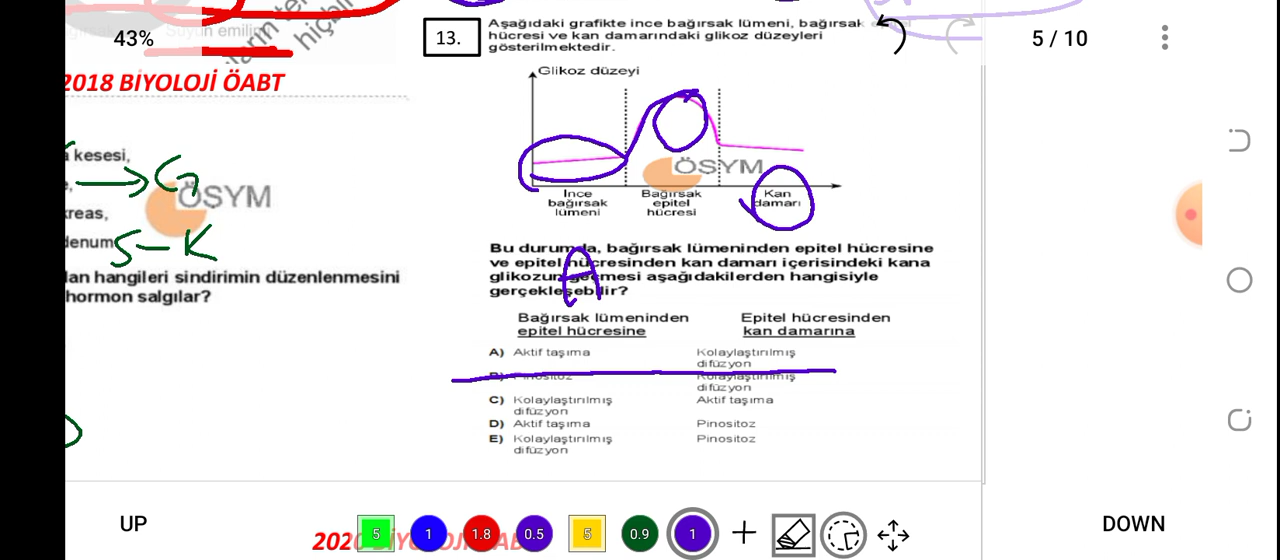 43%
Suyun emilim
hiçbir
2018 BİYOLOJİ ÖABT
kesesi,
G
ÖSYM
reas,
denum
S-K
lan hangileri sindirimin düzenlenmesini
hormon salgılar?
13.
Aşağıdaki grafikte ince bağırsak lümeni, bağırsak
hücresi ve kan damarındaki glikoz düzeyleri
gösterilmektedir.
Glikoz düzeyi
ÖSYM
İnce
bağırsak
lümeni
Bağırsak
epitel
hücresi
Kan
damarı
Bu durumda, bağırsak lümeninden epitel hücresine
ve epitel hücresinden kan damarı içerisindeki kana
glikozun geçmesi aşağıdakilerden hangisiyle
gerçekleşebilir?
A
Bağırsak lümeninden
epitel hücresine
Epitel hücresinden
kan damarına
A) Aktif taşıma Kolaylaştırılmış
difüzyon
B) Pinositoz Kolaylaştırılmış
difüzyon
C) Kolaylaştırılmış Aktif taşıma
difüzyon
D) Aktif taşıma Pinositoz
E) Kolaylaştırılmış Pinositoz
difüzyon
5 / 10
UP
5
1
1.8
0.5
5
0.9
1
DOWN